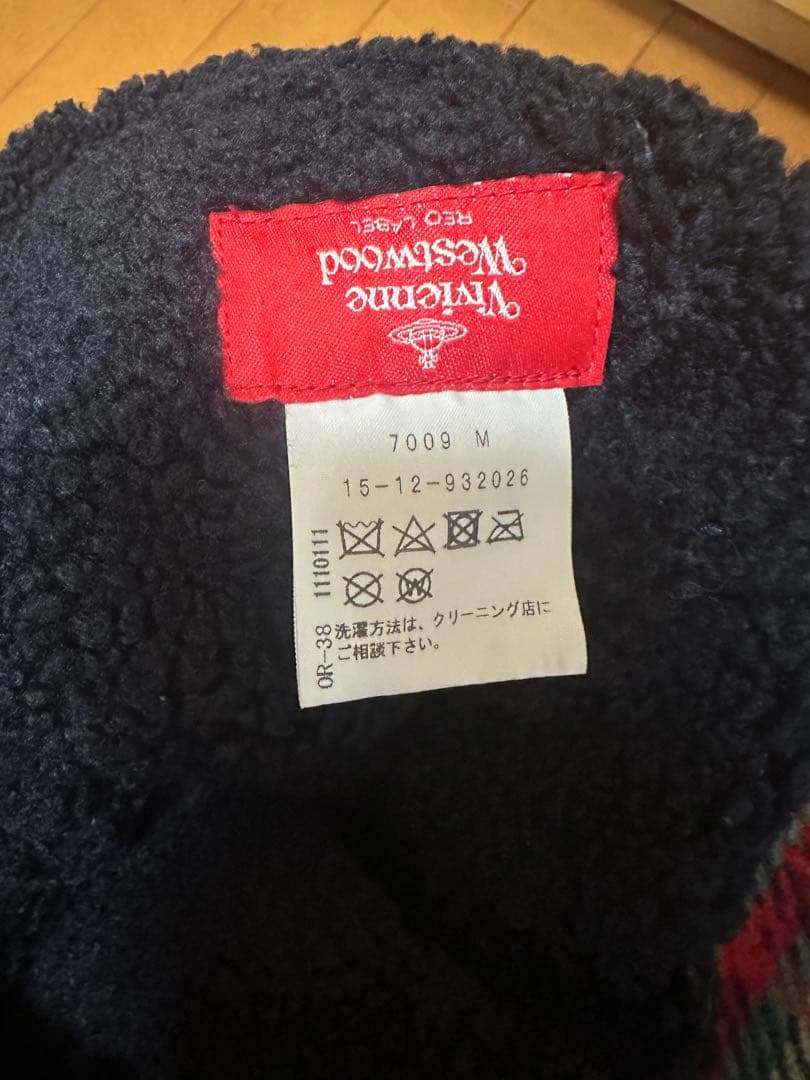 Vivienne
Westwood
RED LABEL
7009 M
15-12-932026
W
洗濯方法は、クリーニング店に
ご相談下さい。
OR-38 1110111